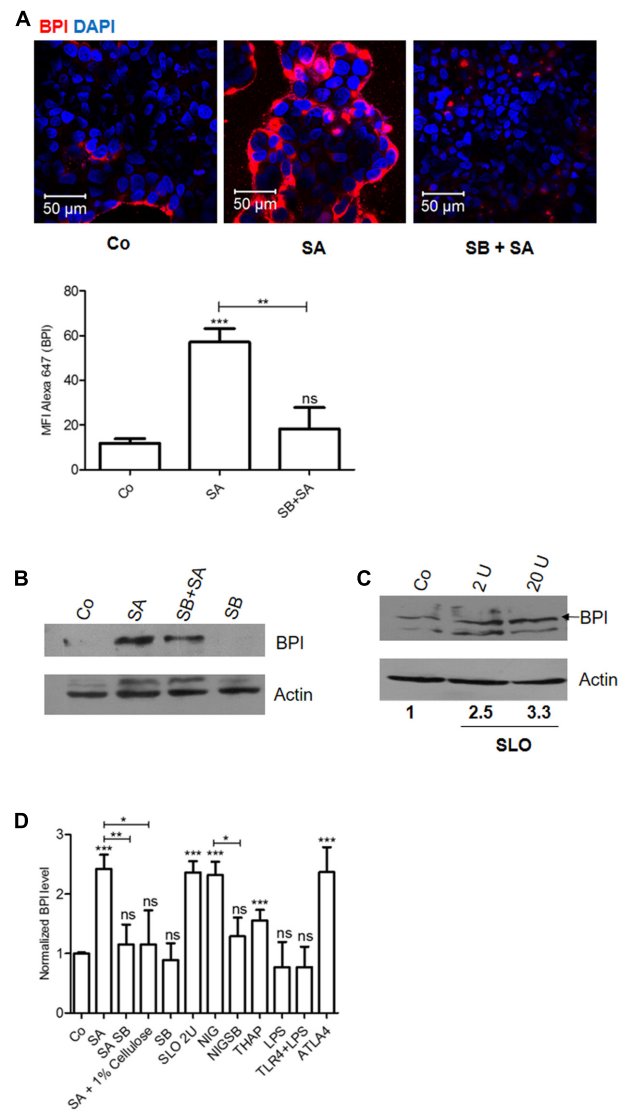 A
BPI DAPI
50 µm
50 µm
50 µm
Co
SA
SB + SA
MFI Alexa 647 (BPI)
80
60
40
20
0
***
**
ns
Co
SA
SB+SA
B
Co
SA
SB+SA
SB
BPI
Actin
C
Co
2 U
20 U
BPI
Actin
1
2.5
3.3
SLO
D
Normalized BPI level
3
2
1
0
*
**
***
ns
ns
ns
***
***
*
ns
***
ns
ns
***
Co
SA
SA SB
SA + 1% Cellulose
SB
SLO 2U
NIG
NIGSB
THAP
LPS
TLR4+LPS
ATLA4